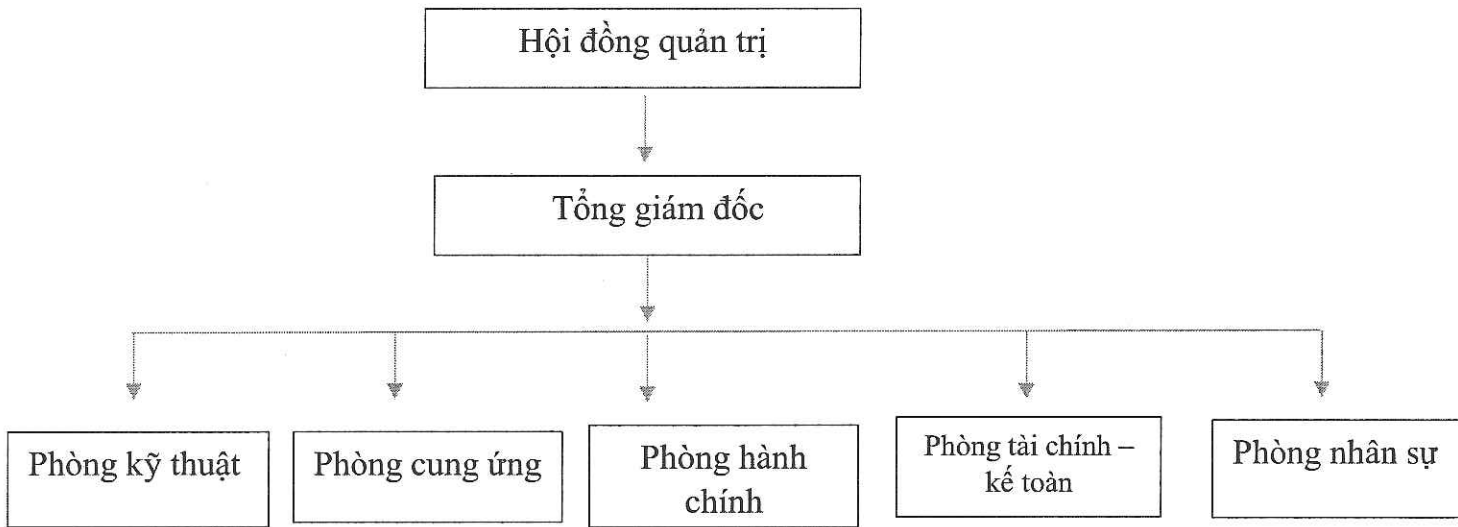 Hội đồng quản trị
Tổng giám đốc
Phòng kỹ thuật
Phòng cung ứng
Phòng hành
chính
Phòng tài chính –
kế toàn
Phòng nhân sự